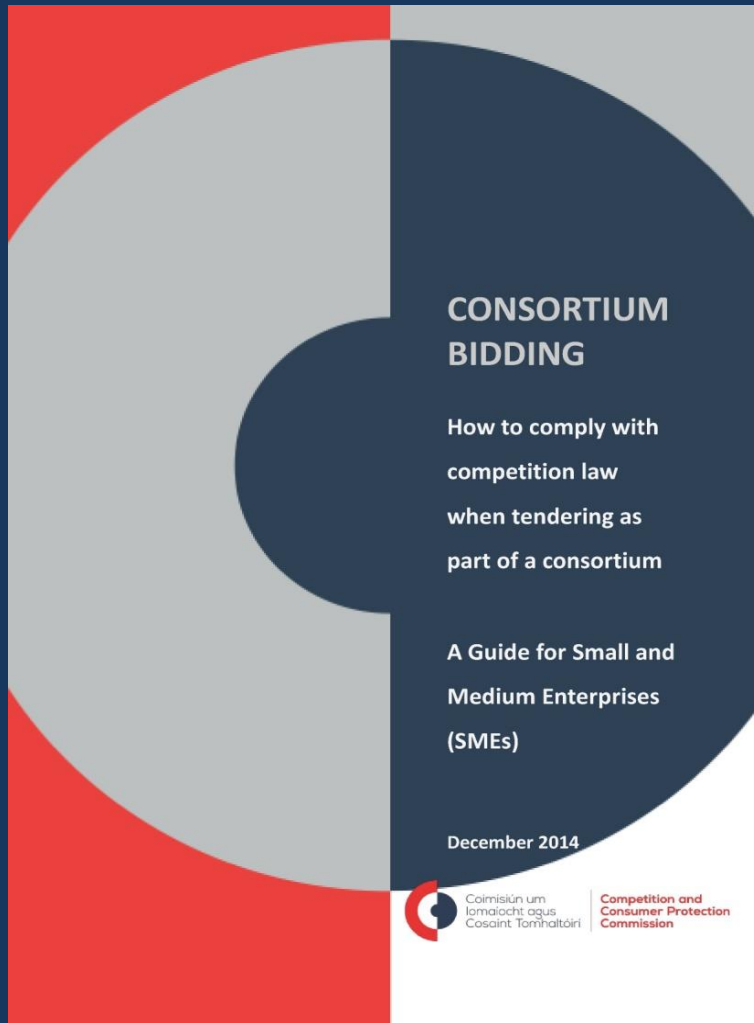 CONSORTIUM
BIDDING
How to comply with
competition law
when tendering as
part of a consortium
A Guide for Small and
Medium Enterprises
(SMEs)
December 2014
Coimisiún um
Iomaíocht agus
Cosaint Tomhaltóirí
Competition and
Consumer Protection
Commission